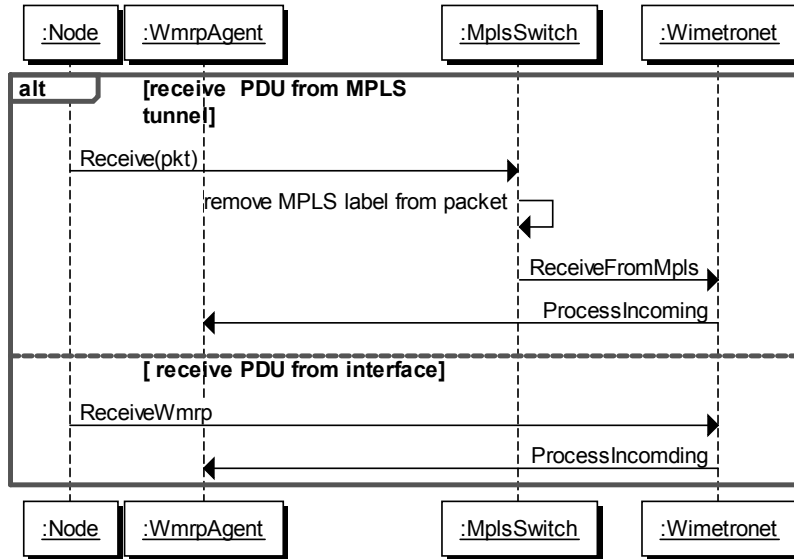 :Node :WmrpAgent :MplsSwitch :Wimetronet
alt [receive PDU from MPLS
tunnel]
Receive(pkt)
remove MPLS label from packet
ReceiveFromMpls
ProcessIncoming
[ receive PDU from interface]
ReceiveWmrp
ProcessIncomding
:Node :WmrpAgent :MplsSwitch :Wimetronet